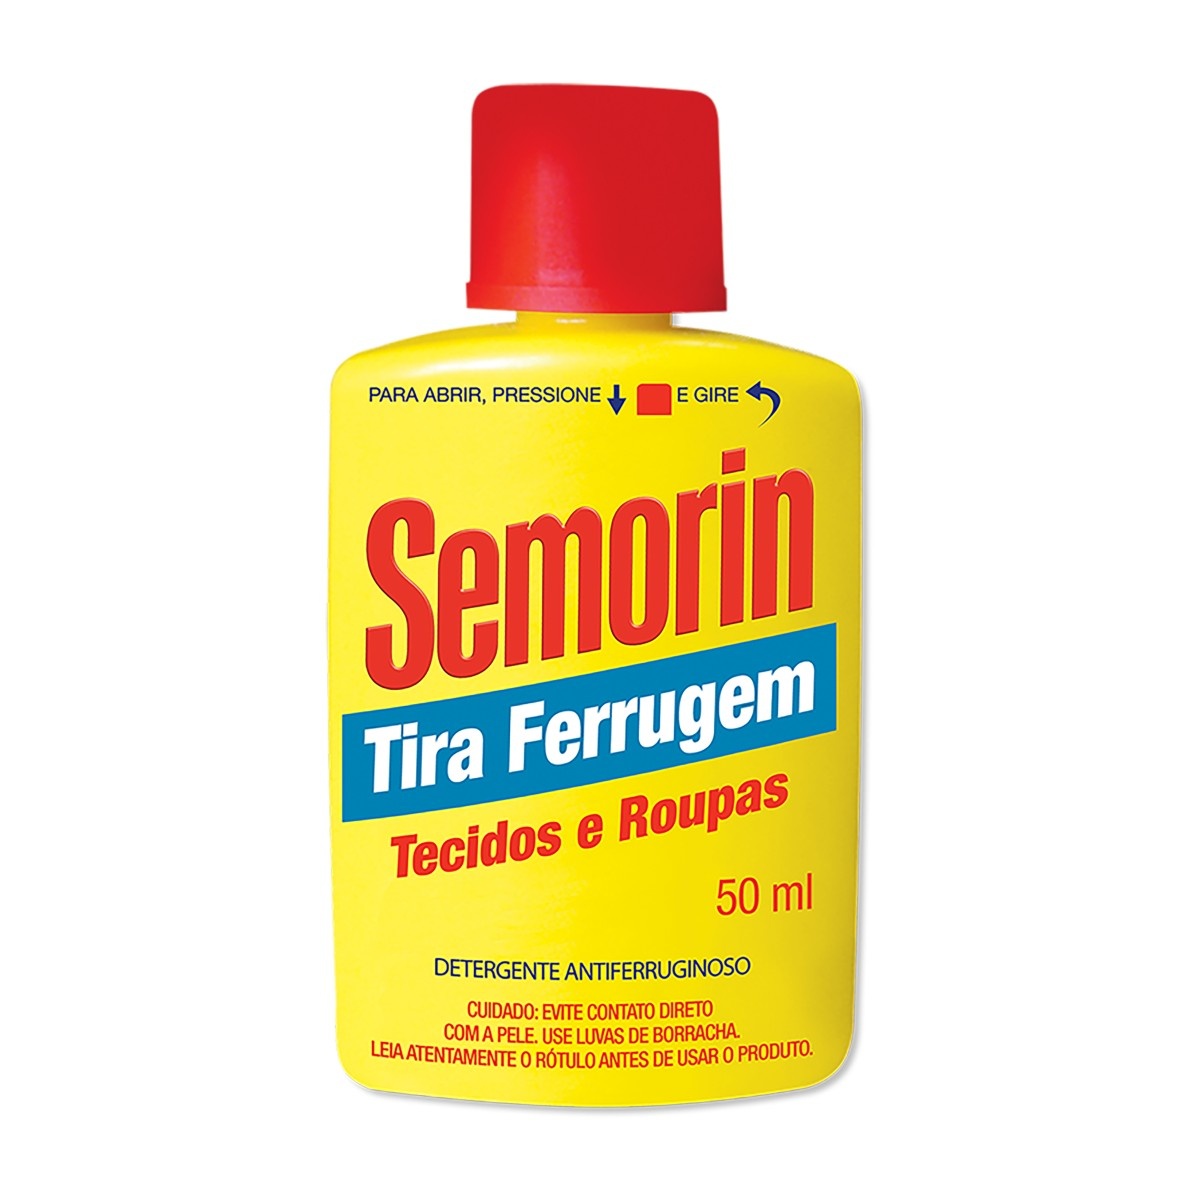 PARA ABRIR, PRESSIONE E GIRE
Semorin
Tira Ferrugem
Tecidos e Roupas
50 ml
DETERGENTE ANTIFERRUGINOSO
CUIDADO: EVITE CONTATO DIRETO
COM A PELE. USE LUVAS DE BORRACHA.
LEIA ATENTAMENTE O RÓTULO ANTES DE USAR O PRODUTO.